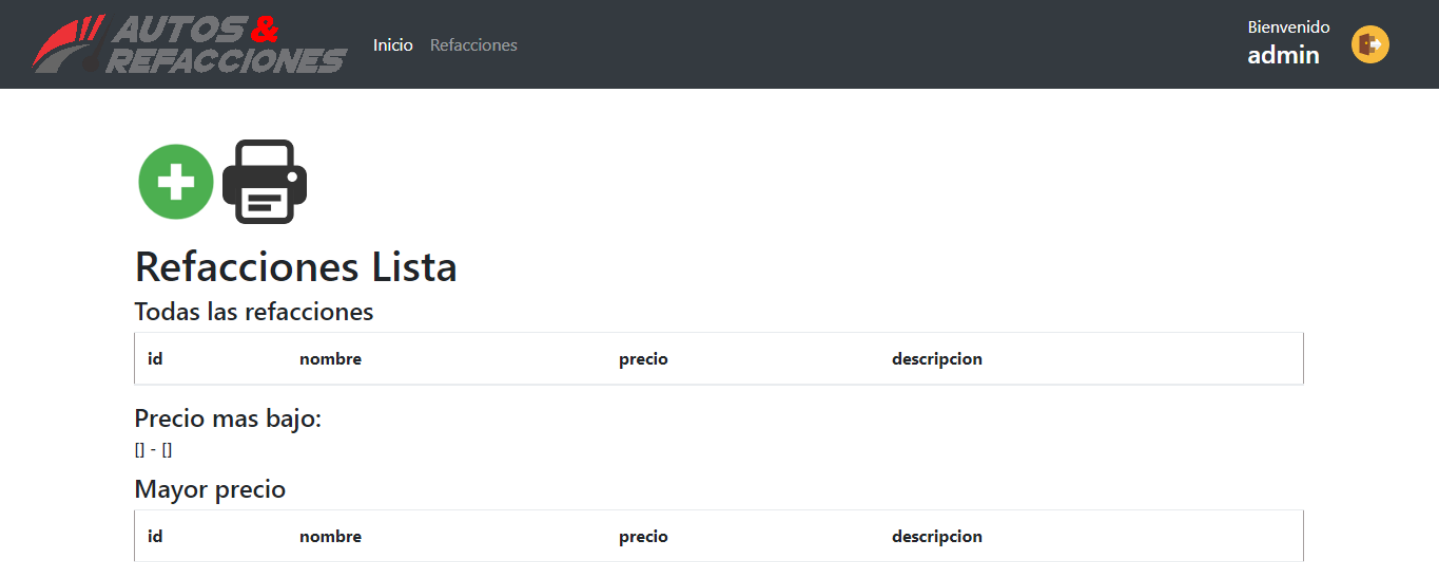 AUTOS &
REFACCIONES
Inicio Refacciones
Bienvenido
admin
Refacciones Lista
Todas las refacciones
id nombre precio descripcion
Precio mas bajo:
[] - []
Mayor precio
id nombre precio descripcion